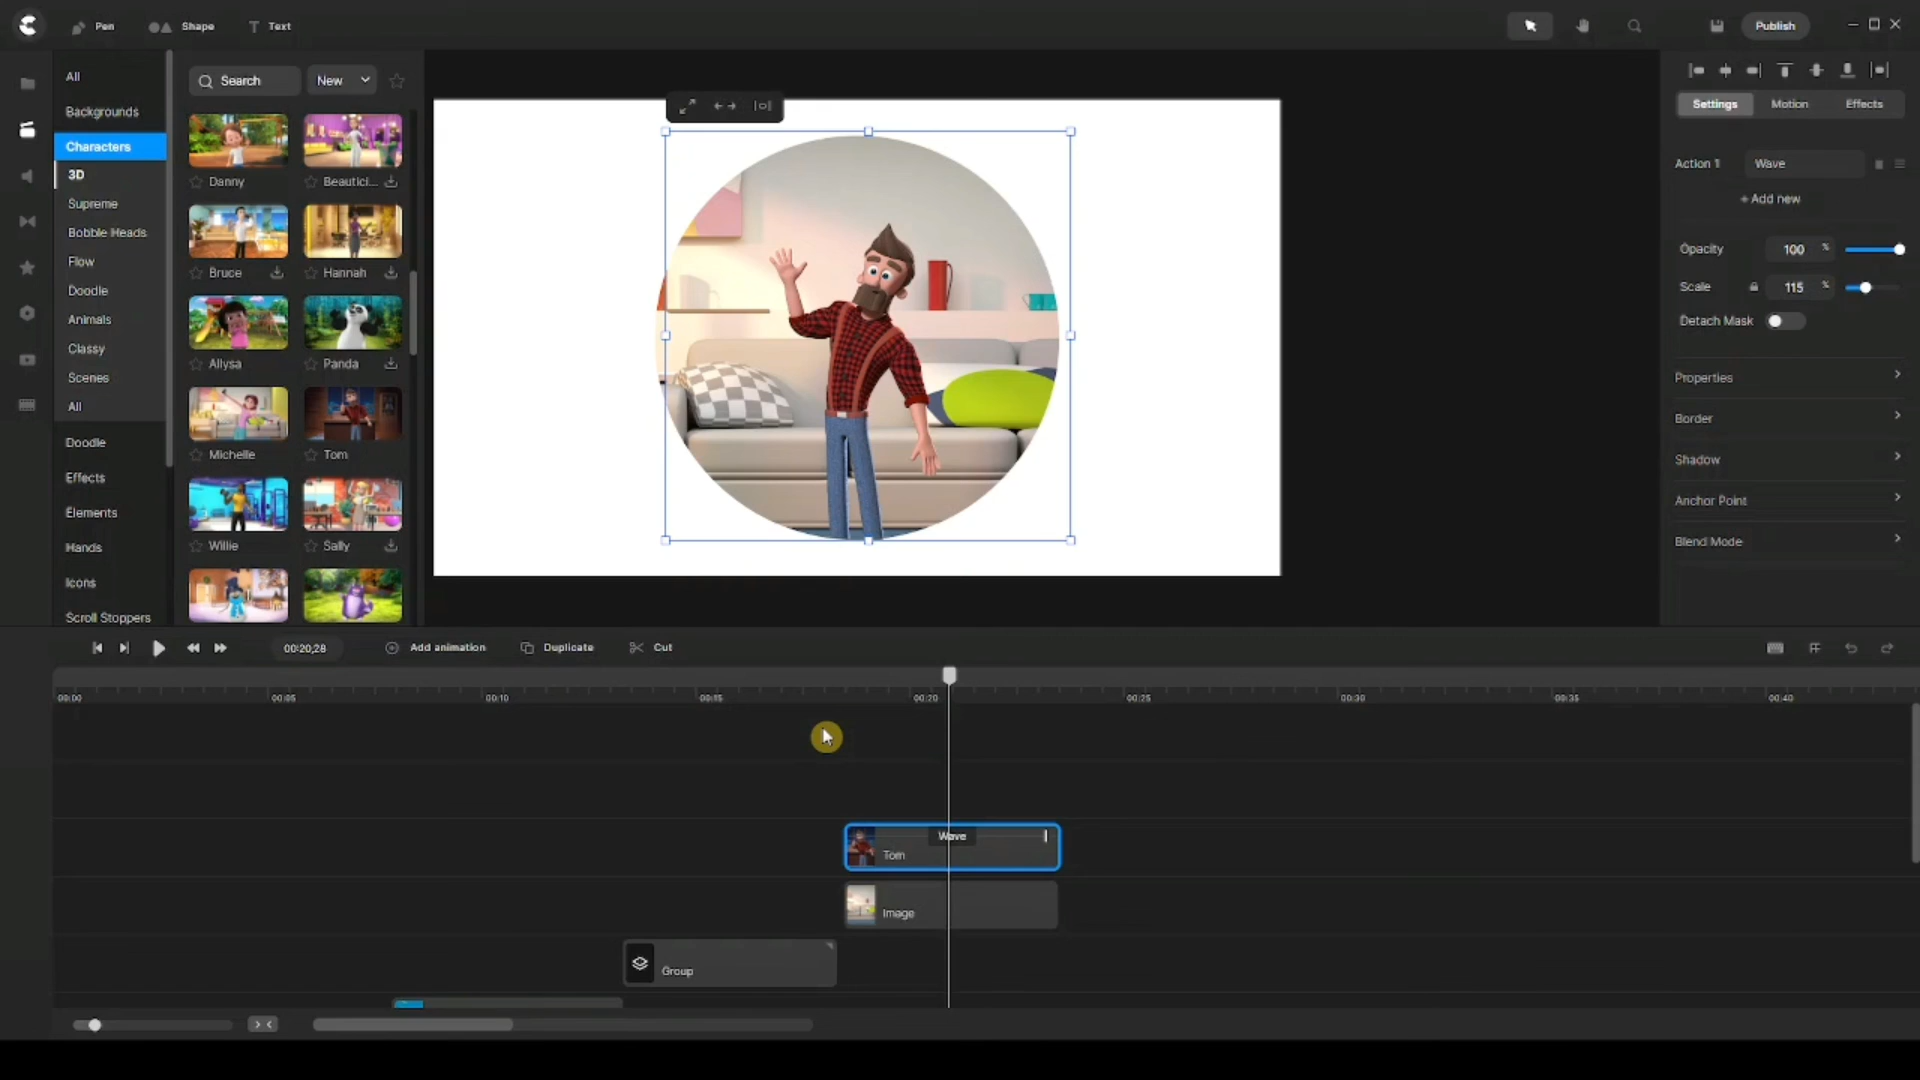 Pen Shape Text Publish
All
Backgrounds
Characters
3D
Supreme
Bobble Heads
Flow
Doodle
Animals
Classy
Scenes
All
Doodle
Effects
Elements
Hands
Icons
Scroll Stoppers
Search New
Danny Beautici...
Bruce Hannah
Allysa Panda
Michelle Tom
Willie Sally
Settings Motion Effects
Action 1 Wave
+ Add new
Opacity 100 %
Scale 115 %
Detach Mask
Properties
Border
Shadow
Anchor Point
Blend Mode
00:20,28 Add animation Duplicate Cut
00:00 00:05 00:10 00:15 00:20 00:25 00:30 00:35 00:40
Wave
Tom
Image
Group